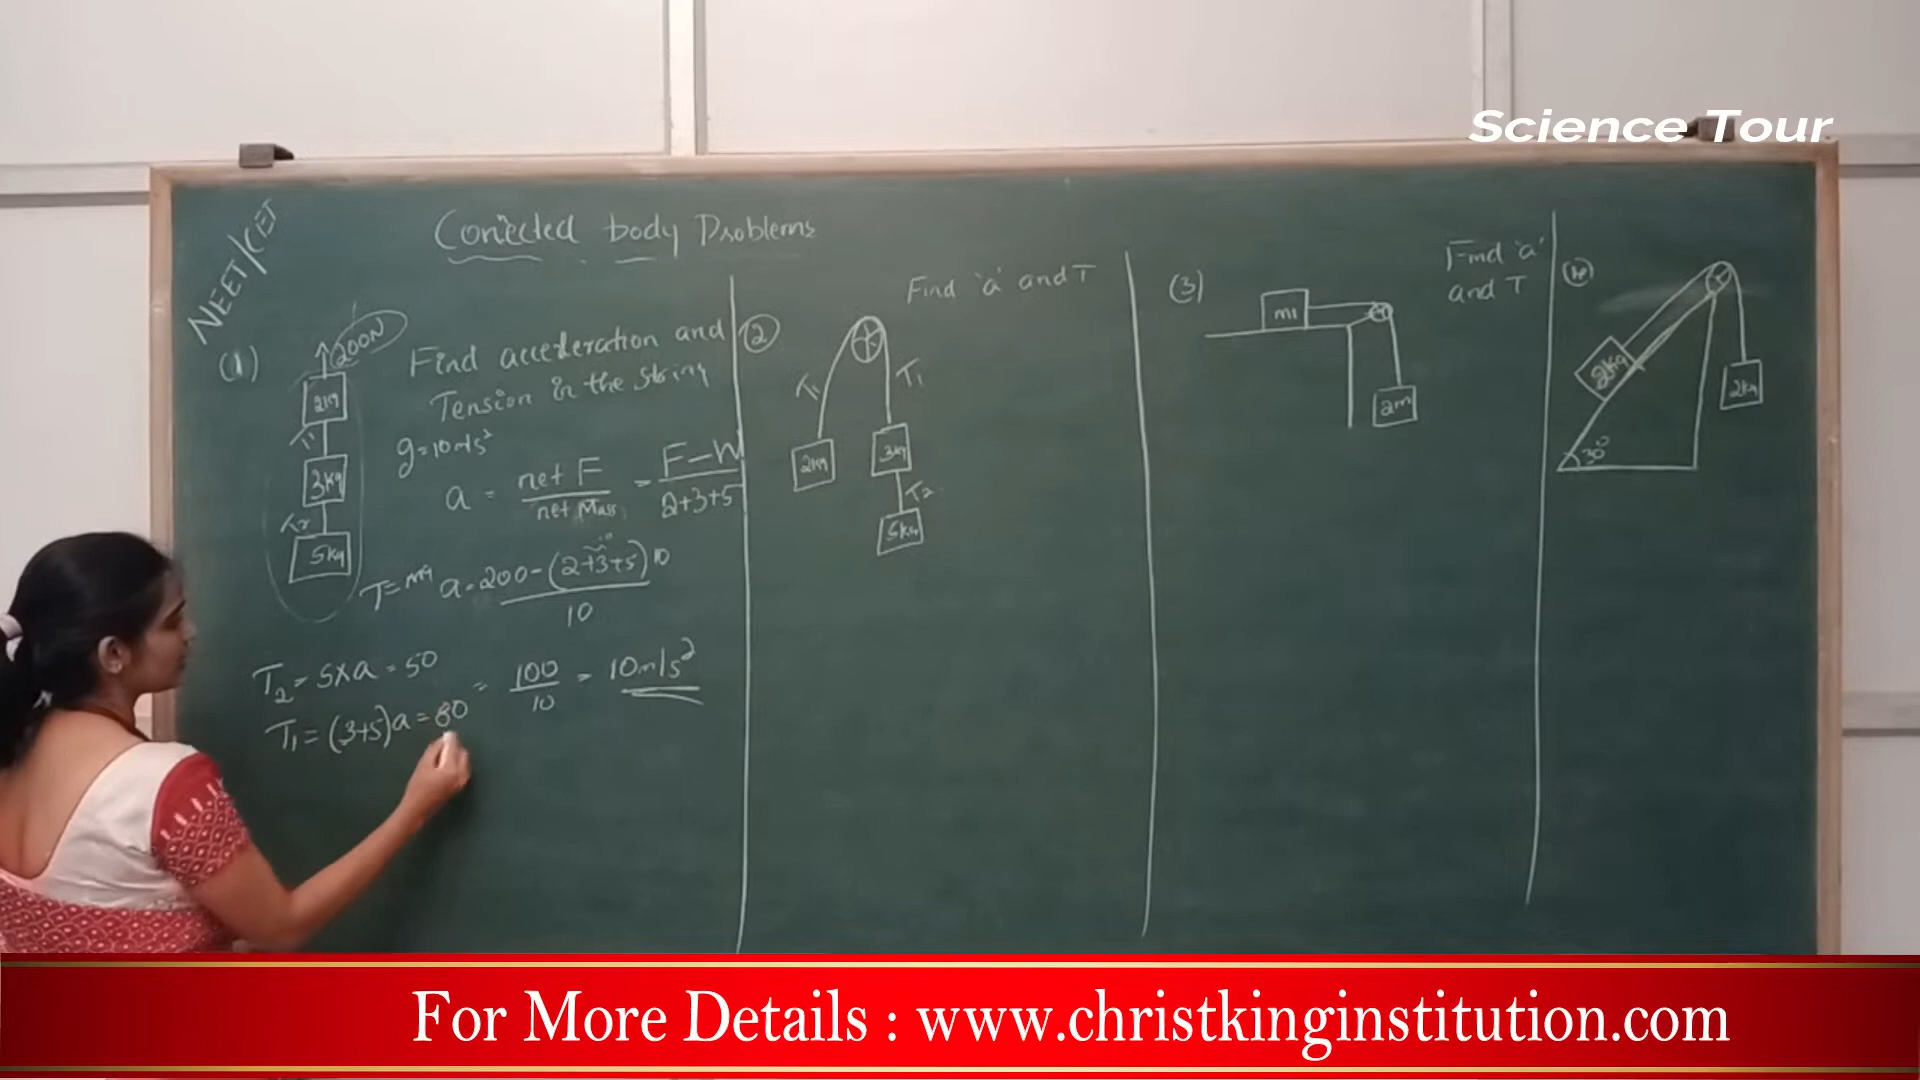 Science Tour
NEET/CET
Conected body Problems
(1)
200N
2kg
T1
3kg
T2
5kg
Find acceleration and
Tension in the string
g=10m/s²
a = net F / net Mass = F-W / 2+3+5
T=mg a=200-(2+3+5)10 / 10
10
T2=5xa=50
= 100/10 = 10m/s²
T1=(3+5)a=80
2
Find 'a' and T
T1
T1
2kg
3kg
T2
5kg
(3)
Find 'a'
and T
m1
2m
30°
2kg
2kg
For More Details : www.christkinginstitution.com